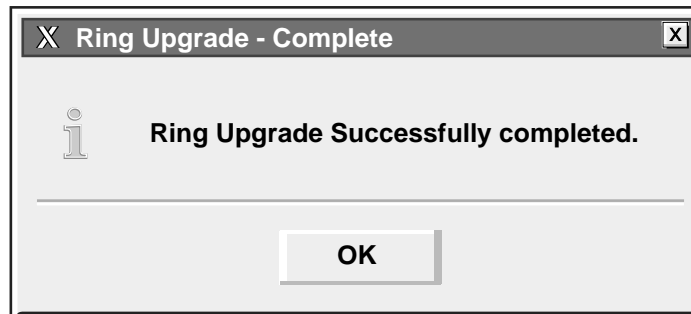 X Ring Upgrade - Complete X
i Ring Upgrade Successfully completed.
OK